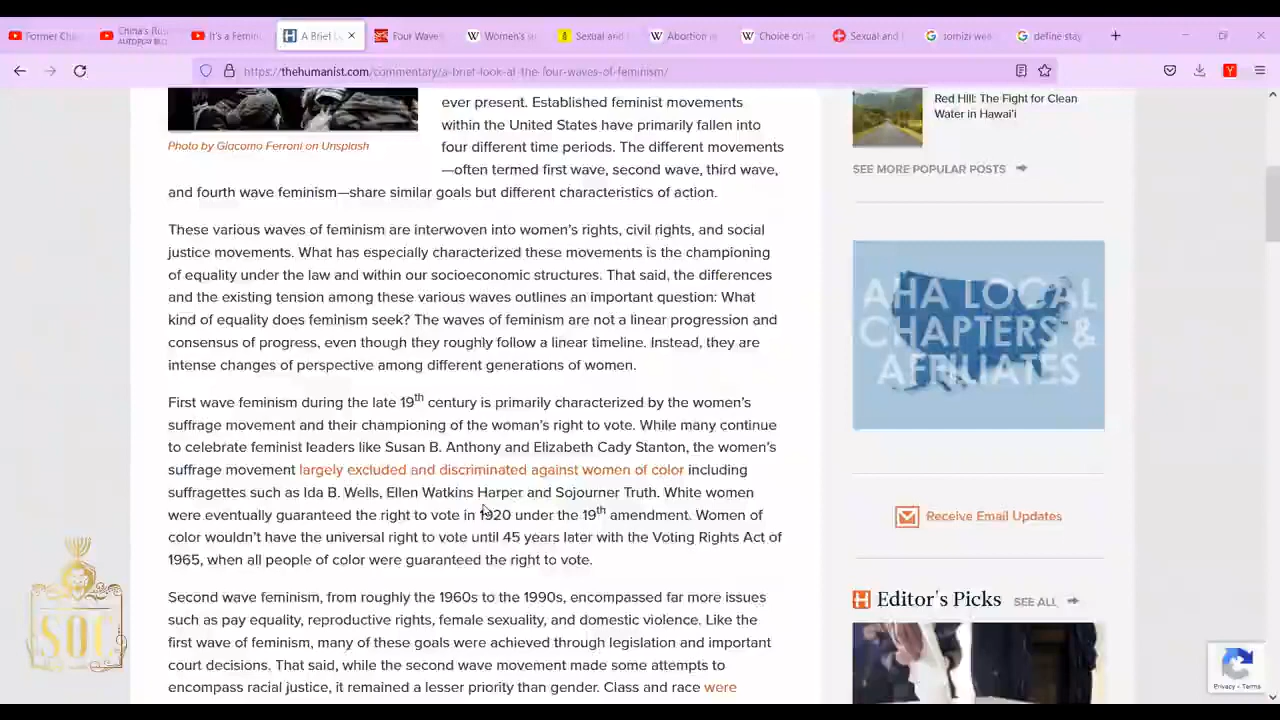 Former Cha
China's Rus
AUTOPLAY
It's a Femin
A Brief L
Four Wave
Women's su
Sexual and
Abortion
Choice on
Sexual and
somizi we
define stay
https://thehumanist.com/commentary/a-brief-look-at-the-four-waves-of-feminism/
Photo by Giacomo Ferroni on Unsplash
ever present. Established feminist movements
within the United States have primarily fallen into
four different time periods. The different movements
—often termed first wave, second wave, third wave,
and fourth wave feminism—share similar goals but different characteristics of action.
These various waves of feminism are interwoven into women's rights, civil rights, and social
justice movements. What has especially characterized these movements is the championing
of equality under the law and within our socioeconomic structures. That said, the differences
and the existing tension among these various waves outlines an important question: What
kind of equality does feminism seek? The waves of feminism are not a linear progression and
consensus of progress, even though they roughly follow a linear timeline. Instead, they are
intense changes of perspective among different generations of women.
First wave feminism during the late 19th century is primarily characterized by the women's
suffrage movement and their championing of the woman's right to vote. While many continue
to celebrate feminist leaders like Susan B. Anthony and Elizabeth Cady Stanton, the women's
suffrage movement largely excluded and discriminated against women of color including
suffragettes such as Ida B. Wells, Ellen Watkins Harper and Sojourner Truth. White women
were eventually guaranteed the right to vote in 1920 under the 19th amendment. Women of
color wouldn't have the universal right to vote until 45 years later with the Voting Rights Act of
1965, when all people of color were guaranteed the right to vote.
Second wave feminism, from roughly the 1960s to the 1990s, encompassed far more issues
such as pay equality, reproductive rights, female sexuality, and domestic violence. Like the
first wave of feminism, many of these goals were achieved through legislation and important
court decisions. That said, while the second wave movement made some attempts to
encompass racial justice, it remained a lesser priority than gender. Class and race were
Red Hill: The Fight for Clean
Water in Hawai'i
SEE MORE POPULAR POSTS
AHA LOCAL
CHAPTERS &
AFFILIATES
Receive Email Updates
Editor's Picks SEE ALL
SOC
Privacy - Terms